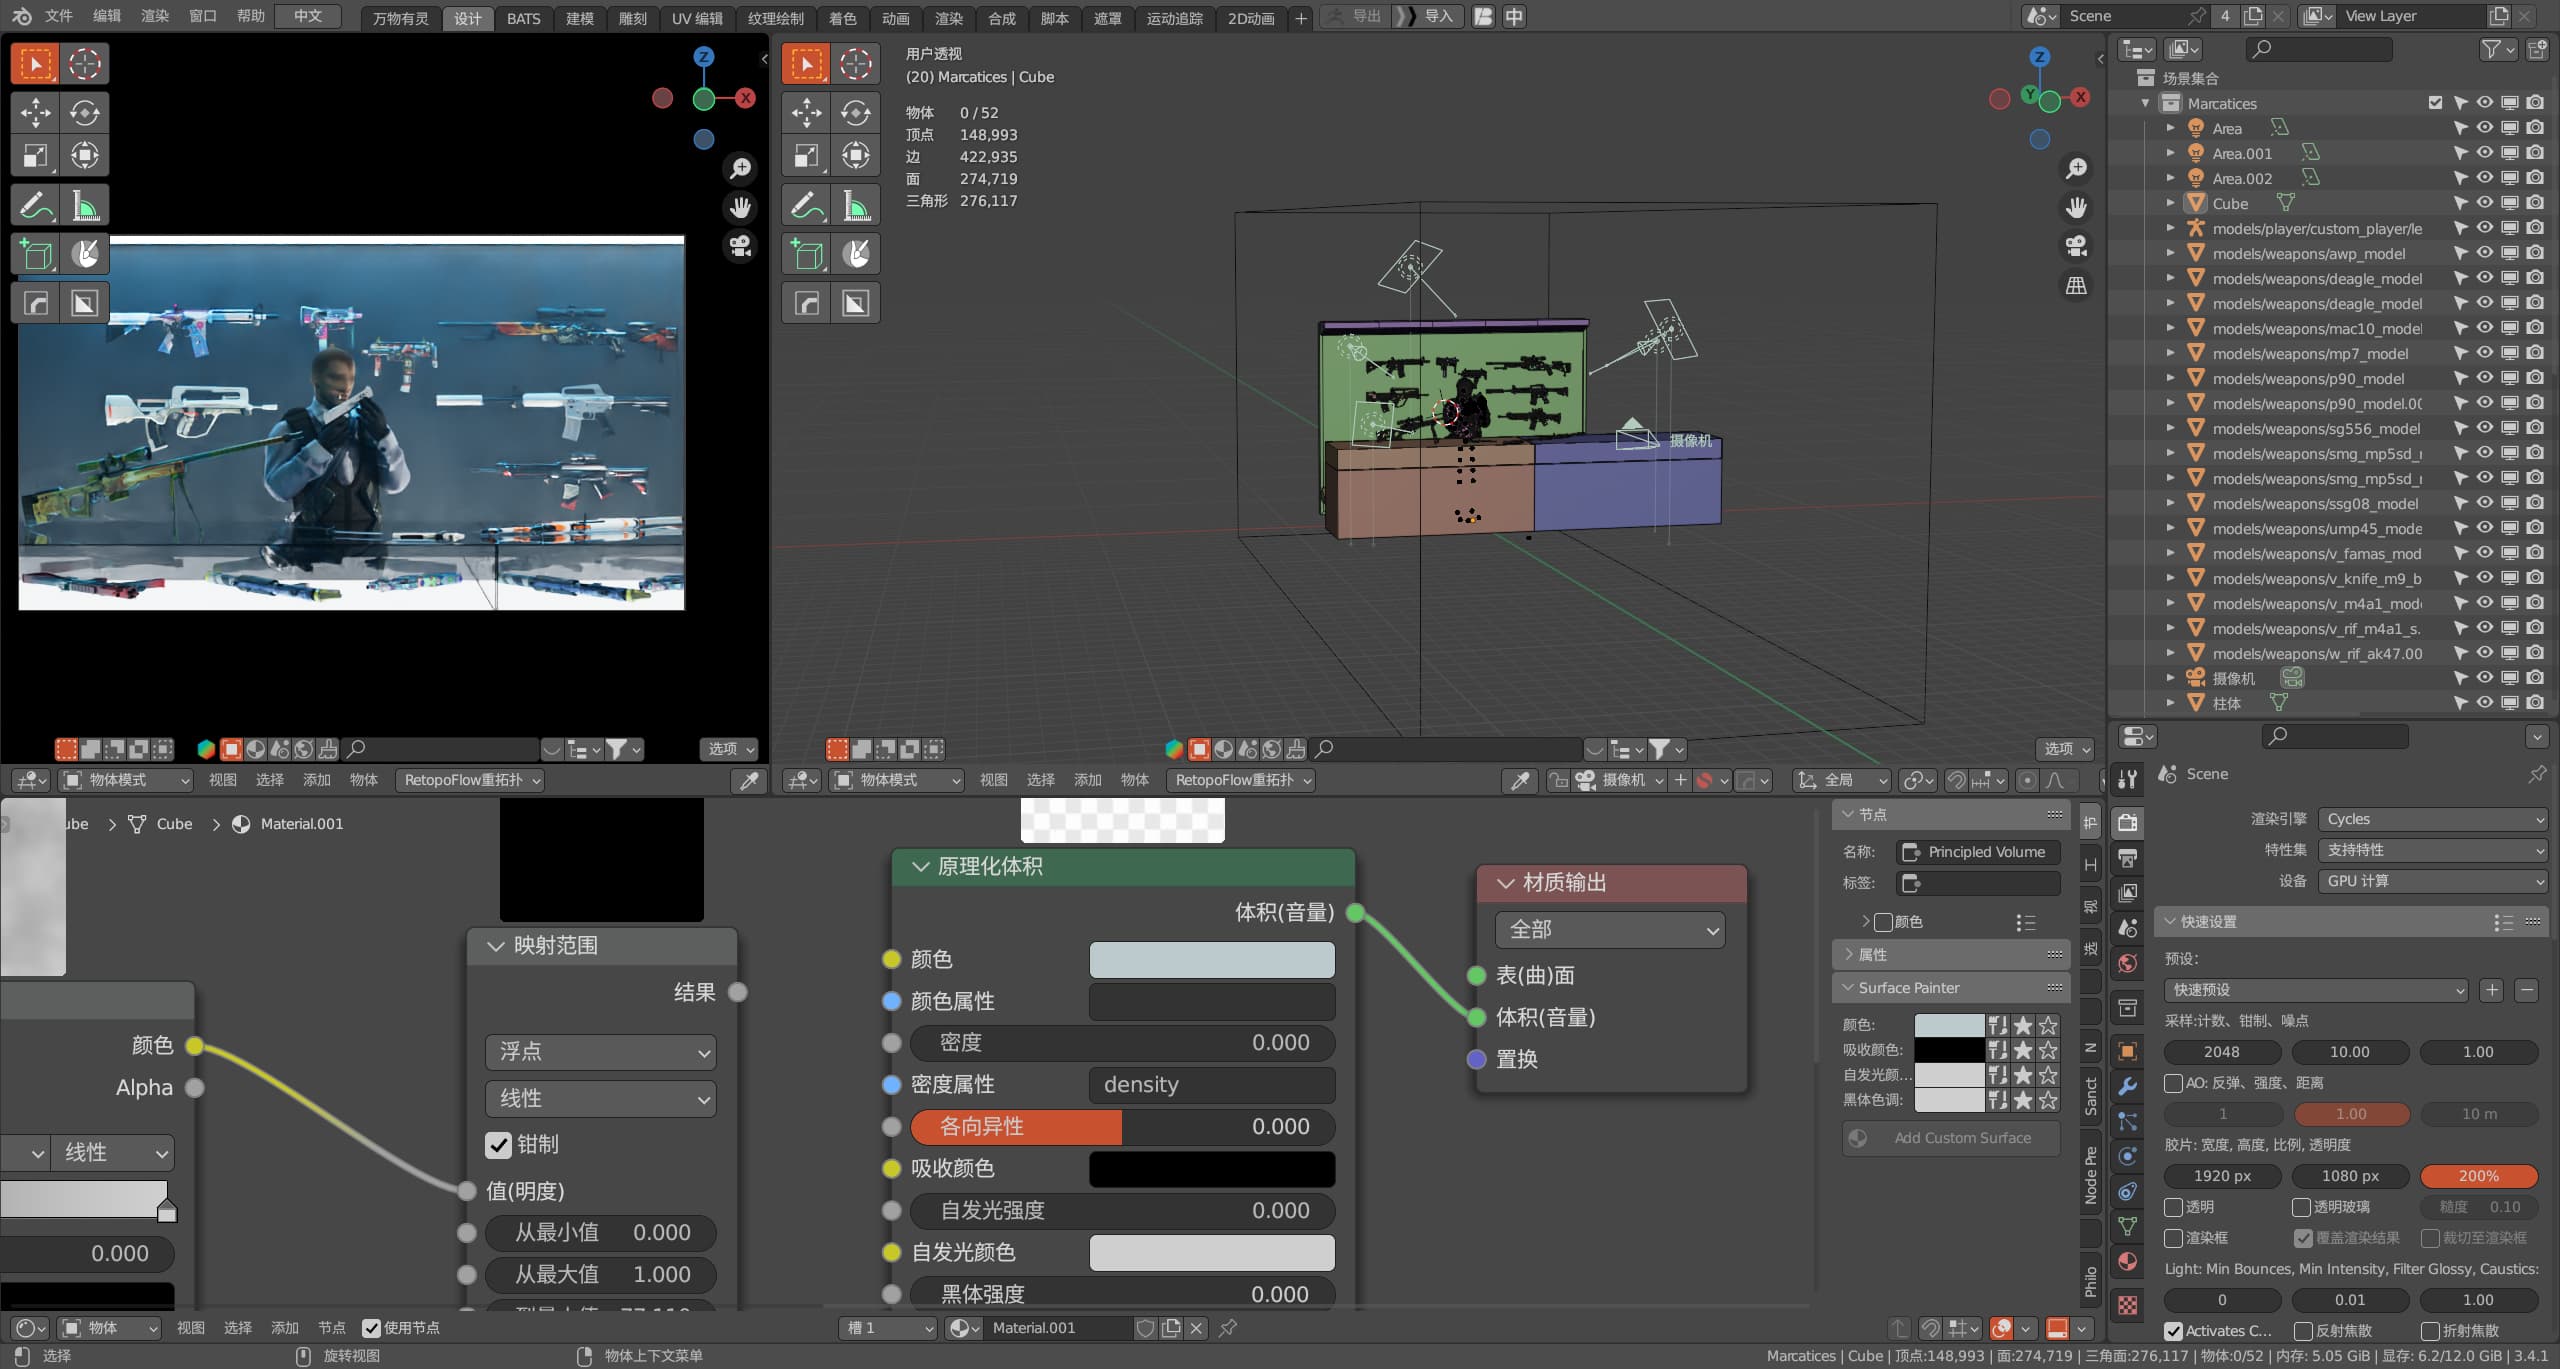 文件 编辑 渲染 窗口 帮助 中文 万物有灵 设计 BATS 建模 雕刻 UV 编辑 纹理绘制 着色 动画 渲染 合成 脚本 遮罩 运动追踪 2D动画 + 导出 导入 中 Scene 4 View Layer
用户透视
(20) Marcatices | Cube
物体 0 / 52
顶点 148,993
边 422,935
面 274,719
三角形 276,117
Z
X
Z
Y
X
摄像机
场景集合
Marcatices
Area
Area.001
Area.002
Cube
models/player/custom_player/le
models/weapons/awp_model
models/weapons/deagle_model
models/weapons/deagle_model
models/weapons/mac10_model
models/weapons/mp7_model
models/weapons/p90_model
models/weapons/p90_model.00
models/weapons/sg556_model
models/weapons/smg_mp5sd_r
models/weapons/smg_mp5sd_r
models/weapons/ssg08_model
models/weapons/ump45_mode
models/weapons/v_famas_mod
models/weapons/v_knife_m9_b
models/weapons/v_m4a1_mod
models/weapons/v_rif_m4a1_s.
models/weapons/w_rif_ak47.00
摄像机
柱体
选项
选项
物体模式 视图 选择 添加 物体 RetopoFlow重拓扑
物体模式 视图 选择 添加 物体 RetopoFlow重拓扑 摄像机 全局
ube > Cube > Material.001
颜色
Alpha
线性
0.000
映射范围
结果
浮点
线性
钳制
值(明度)
从最小值 0.000
从最大值 1.000
原理化体积
体积(音量)
颜色
颜色属性
密度 0.000
密度属性 density
各向异性 0.000
吸收颜色
自发光强度 0.000
自发光颜色
黑体强度 0.000
材质输出
全部
表(曲)面
体积(音量)
置换
节点
名称: Principled Volume
标签:
颜色
属性
Surface Painter
颜色:
吸收颜色:
自发光颜...
黑体色调:
Add Custom Surface
节
工
视
选
N
Sanct
Node Pre
Philo
Scene
渲染引擎 Cycles
特性集 支持特性
设备 GPU 计算
快速设置
预设:
快速预设
采样:计数、钳制、噪点
2048 10.00 1.00
AO: 反弹、强度、距离
1 1.00 10 m
胶片: 宽度, 高度, 比例, 透明度
1920 px 1080 px 200%
透明 透明玻璃 糙度 0.10
渲染框 覆盖渲染结果 裁切至渲染框
Light: Min Bounces, Min Intensity, Filter Glossy, Caustics:
0 0.01 1.00
Activates C... 反射焦散 折射焦散
物体 视图 选择 添加 节点 使用节点 槽 1 Material.001
选择 旋转视图 物体上下文菜单 Marcatices | Cube | 顶点:148,993 | 面:274,719 | 三角面:276,117 | 物体:0/52 | 内存: 5.05 GiB | 显存: 6.2/12.0 GiB | 3.4.1